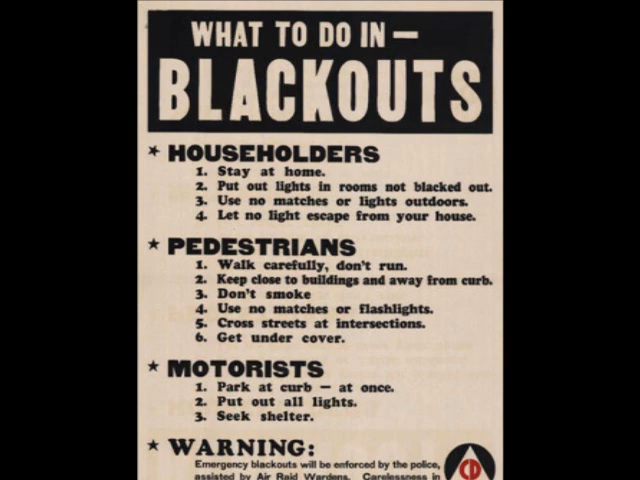 WHAT TO DO IN —
BLACKOUTS
★ HOUSEHOLDERS
1. Stay at home.
2. Put out lights in rooms not blacked out.
3. Use no matches or lights outdoors.
4. Let no light escape from your house.
★ PEDESTRIANS
1. Walk carefully, don't run.
2. Keep close to buildings and away from curb.
3. Don't smoke
4. Use no matches or flashlights.
5. Cross streets at intersections.
6. Get under cover.
★ MOTORISTS
1. Park at curb — at once.
2. Put out all lights.
3. Seek shelter.
★ WARNING:
Emergency blackouts will be enforced by the police,
assisted by Air Raid Wardens. Carelessness in
CD